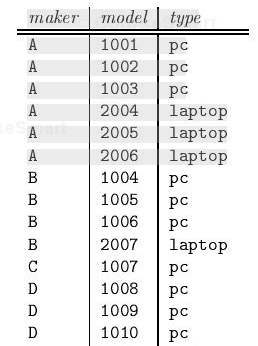 maker model type
A 1001 pc
A 1002 pc
A 1003 pc
A 2004 laptop
A 2005 laptop
A 2006 laptop
B 1004 pc
B 1005 pc
B 1006 pc
B 2007 laptop
C 1007 pc
D 1008 pc
D 1009 pc
D 1010 pc